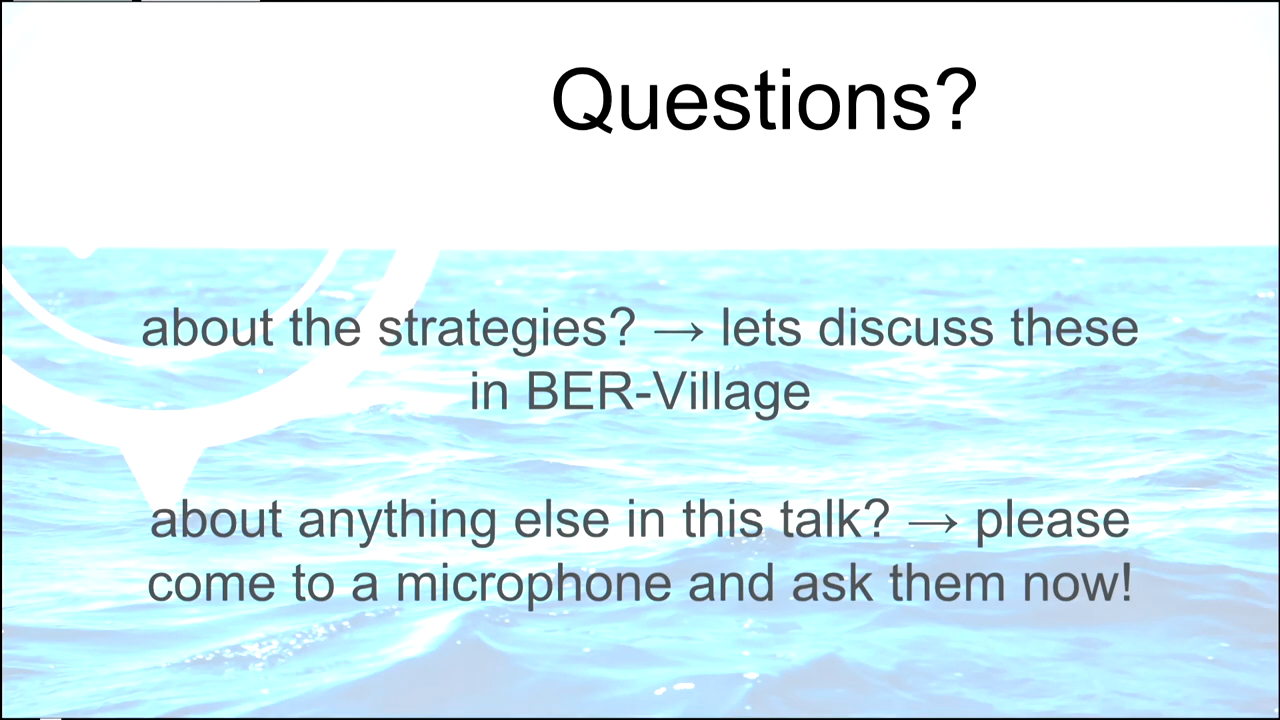 Questions?
about the strategies? → lets discuss these
in BER-Village
about anything else in this talk? → please
come to a microphone and ask them now!